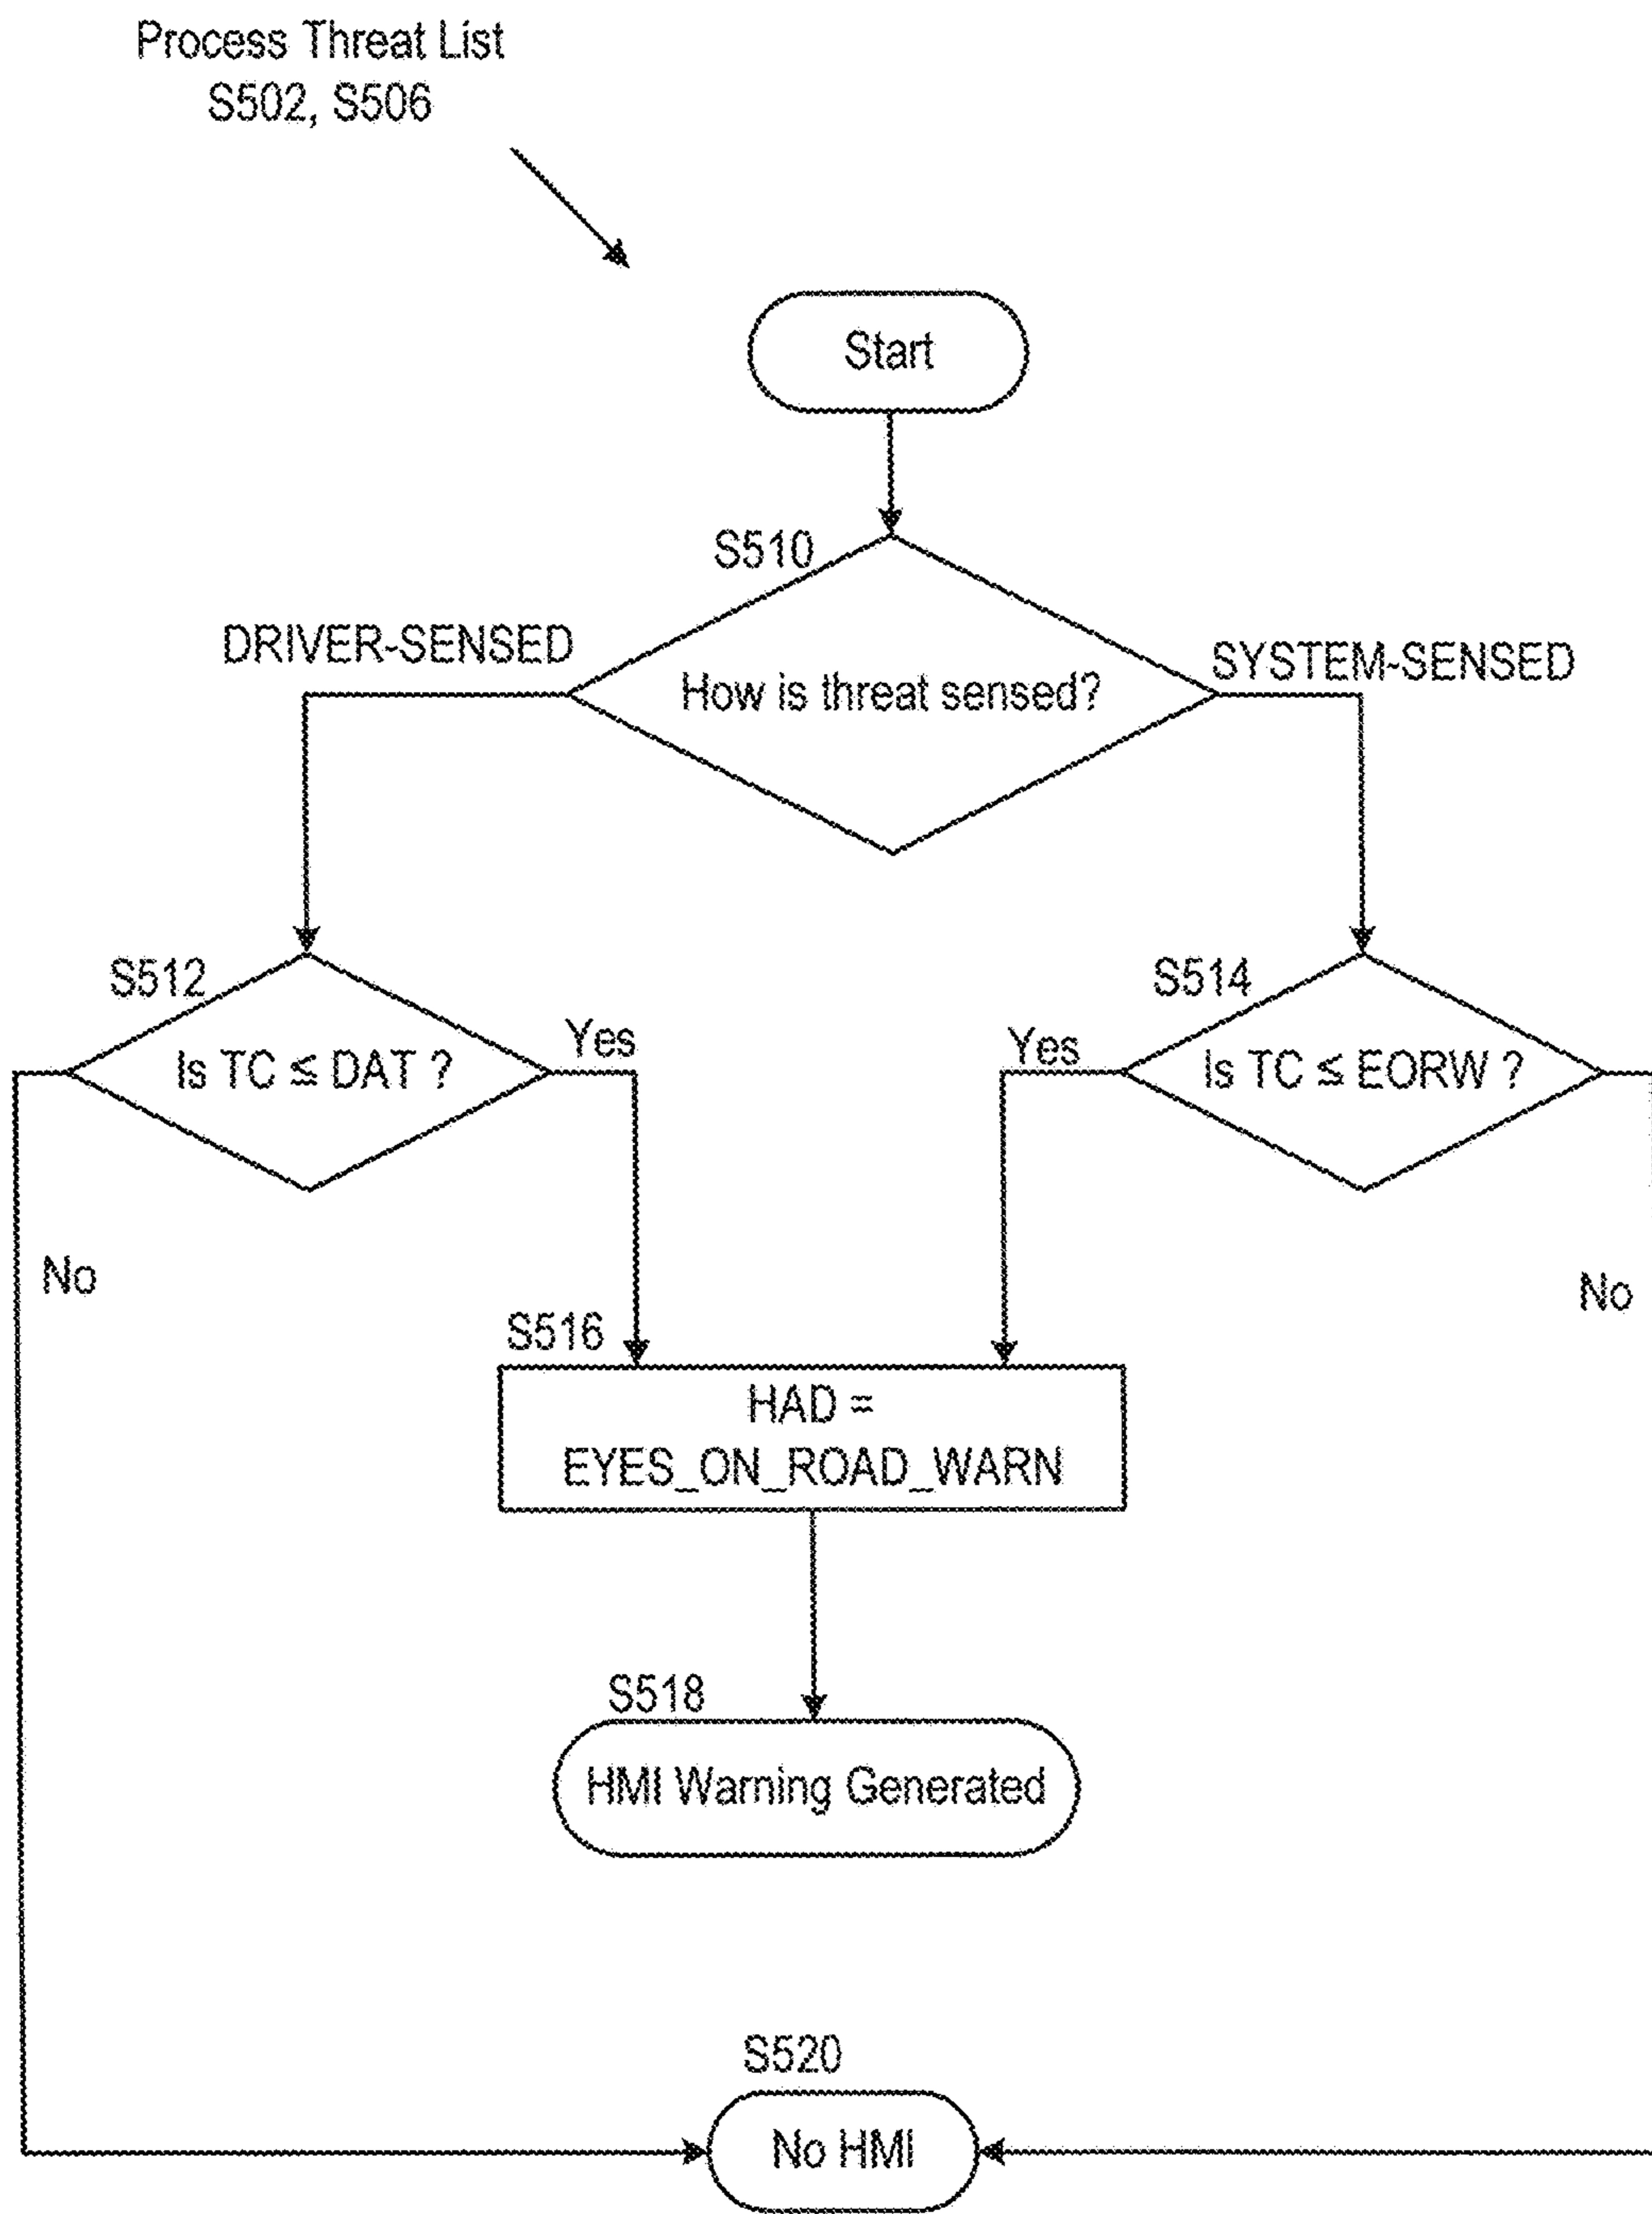 Process Threat List
S502, S506
Start
S510
DRIVER-SENSED
How is threat sensed?
SYSTEM-SENSED
S512
Is TC ≦ DAT ?
Yes
S514
Is TC ≤ EORW ?
Yes
No
No
S516
HAD =
EYES_ON_ROAD_WARN
S518
HMI Warning Generated
S520
No HMI